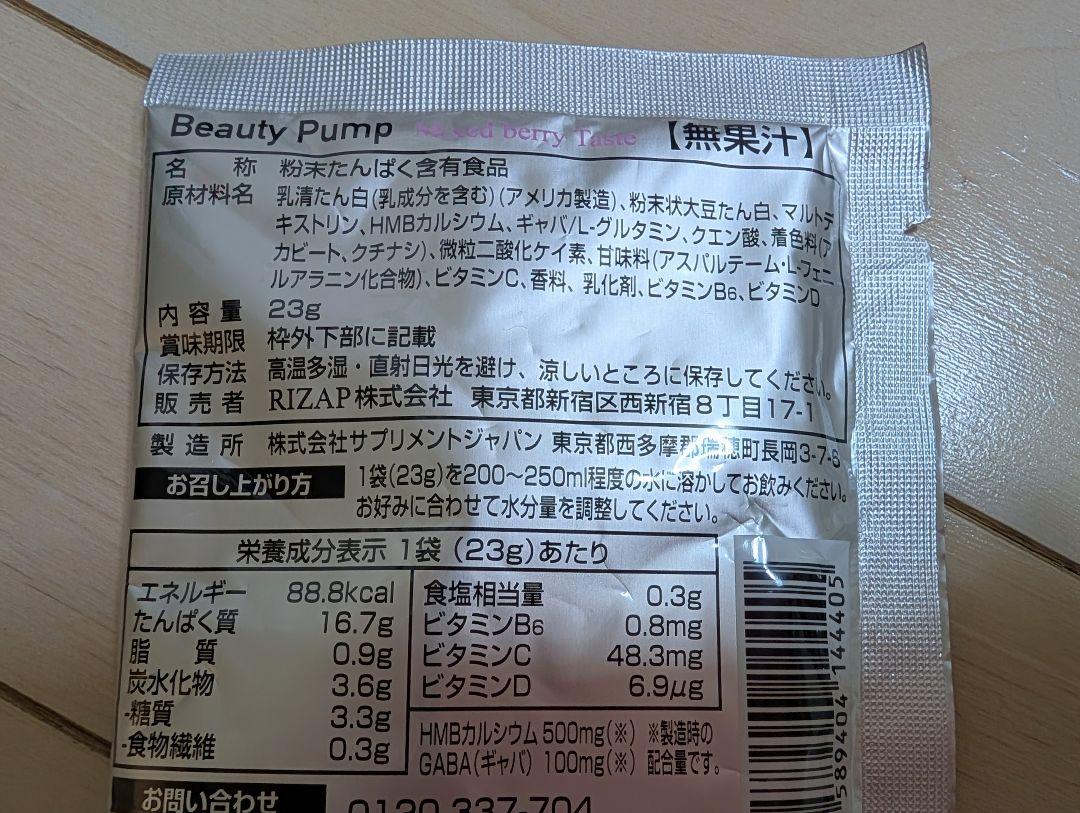 Beauty Pump berry Taste 【無果汁】
名 称 粉末たんぱく含有食品
原材料名 乳清たん白(乳成分を含む)(アメリカ製造)、粉末状大豆たん白、マルトデ
キストリン、HMBカルシウム、ギャバ/L-グルタミン、クエン酸、着色料(ア
カビート、クチナシ)、微粒二酸化ケイ素、甘味料(アスパルテーム・L-フェニ
ルアラニン化合物)、ビタミンC、香料、乳化剤、ビタミンB6、ビタミンD
内容量 23g
賞味期限 枠外下部に記載
保存方法 高温多湿・直射日光を避け、涼しいところに保存してください。
販売者 RIZAP株式会社 東京都新宿区西新宿8丁目17-1
製造所 株式会社サプリメントジャパン 東京都西多摩郡瑞穂町長岡3-7-6
お召し上がり方 1袋(23g)を200〜250ml程度の水に溶かしてお飲みください。
お好みに合わせて水分量を調整してください。
栄養成分表示 1袋(23g)あたり
エネルギー 88.8kcal
たんぱく質 16.7g
脂質 0.9g
炭水化物 3.6g
-糖質 3.3g
-食物繊維 0.3g
食塩相当量 0.3g
ビタミンB6 0.8mg
ビタミンC 48.3mg
ビタミンD 6.9μg
HMBカルシウム 500mg(※) ※製造時の
GABA(ギャバ) 100mg(※) 配合量です。
お問い合わせ 0120 337-704
589404 144405